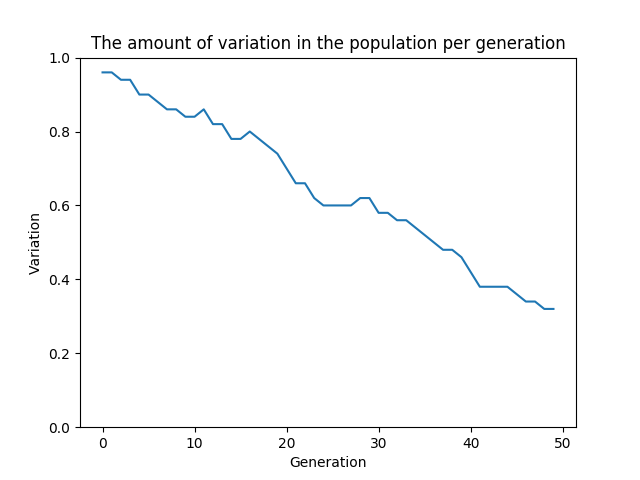 The amount of variation in the population per generation
1.0
0.8
0.6
0.4
0.2
0.0
Variation
0 10 20 30 40 50
Generation